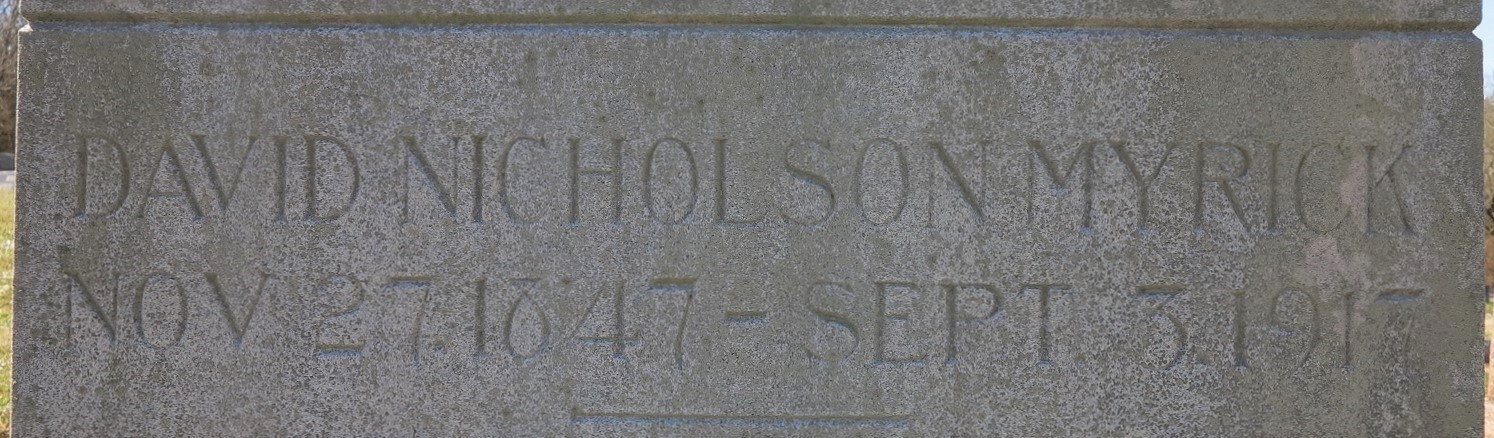 DAVID NICHOLSON MYRICK
NOV. 27.1847 - SEPT. 3.1917